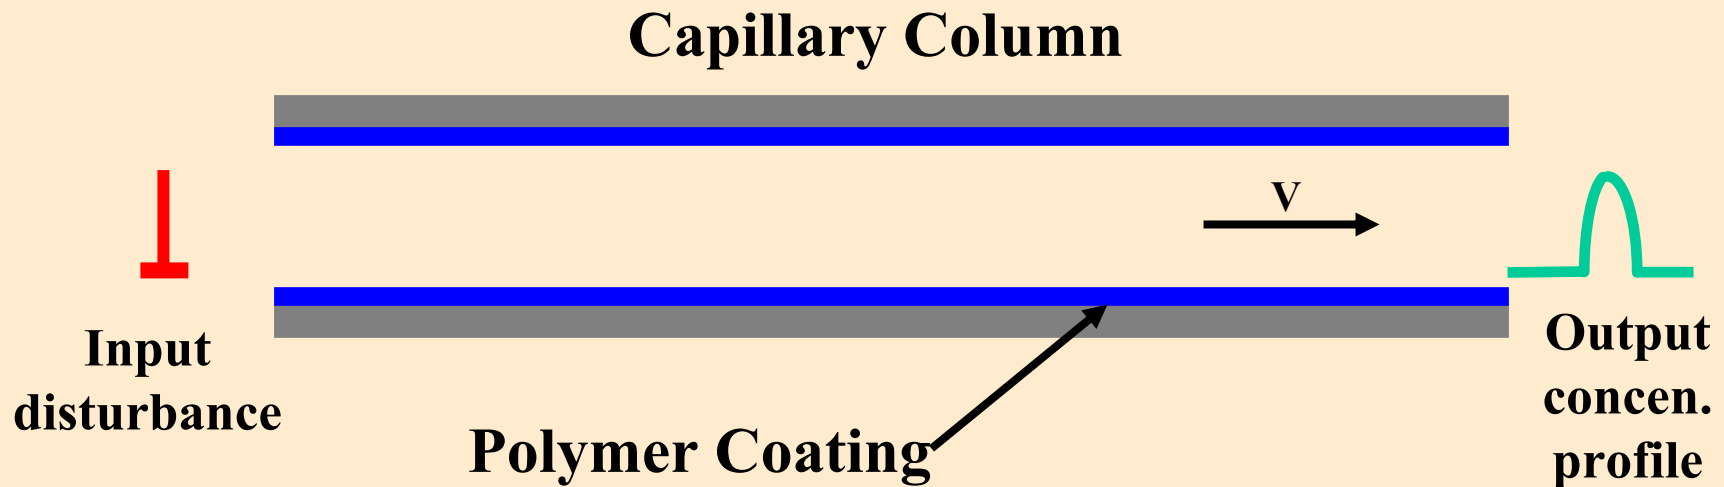 Capillary Column
V
Input
disturbance
Polymer Coating
Output
concen.
profile